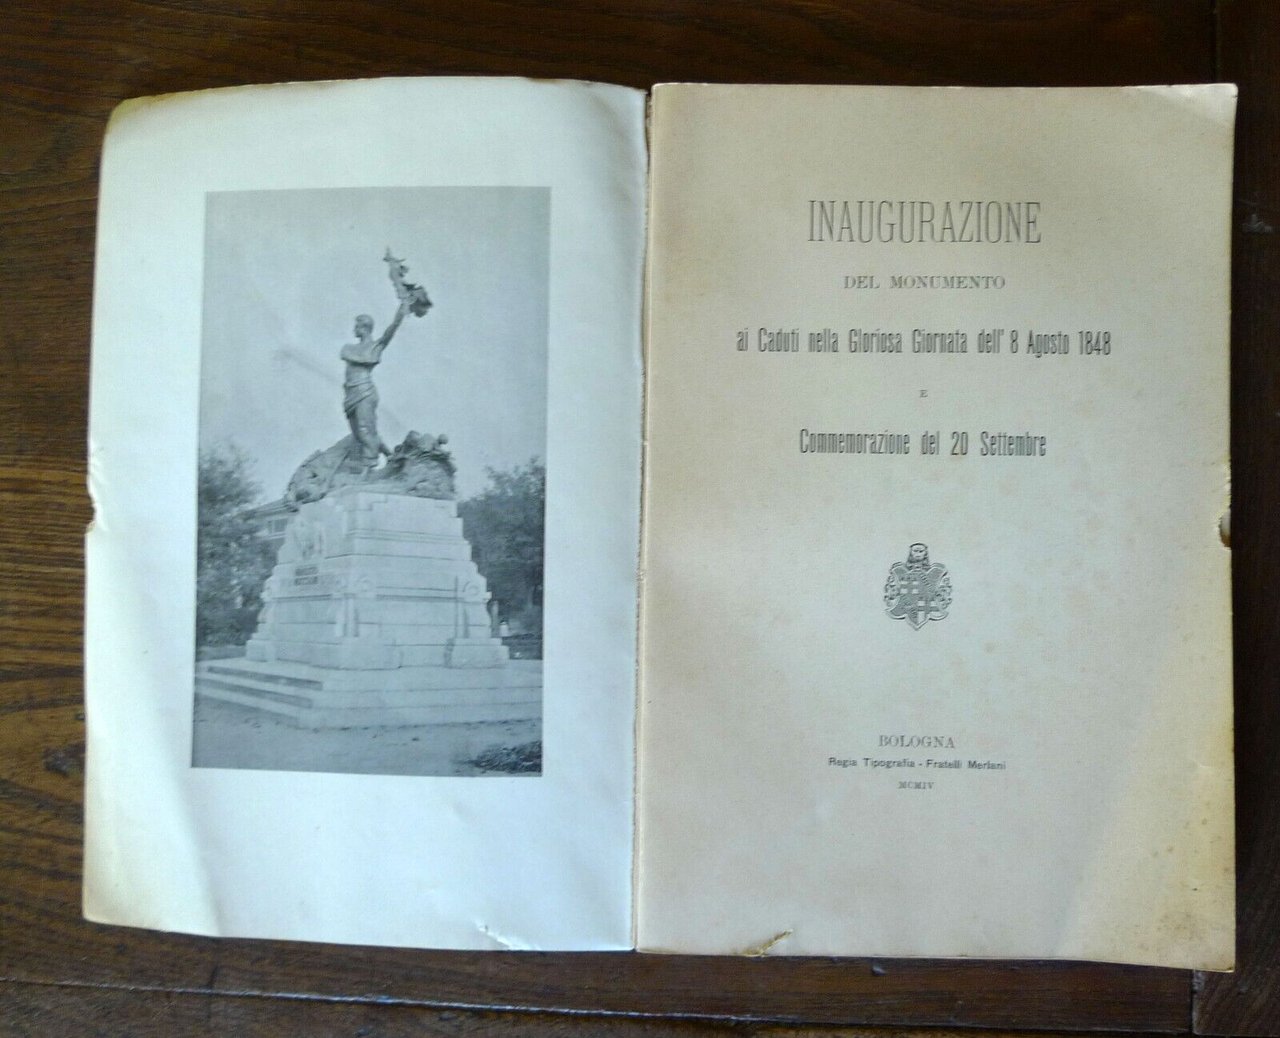 INAUGURAZIONE
DEL MONUMENTO
ai Caduti nella Gloriosa Giornata dell' 8 Agosto 1848
E
Commemorazione del 20 Settembre
BOLOGNA
Regia Tipografia - Fratelli Merlani
MCMIV